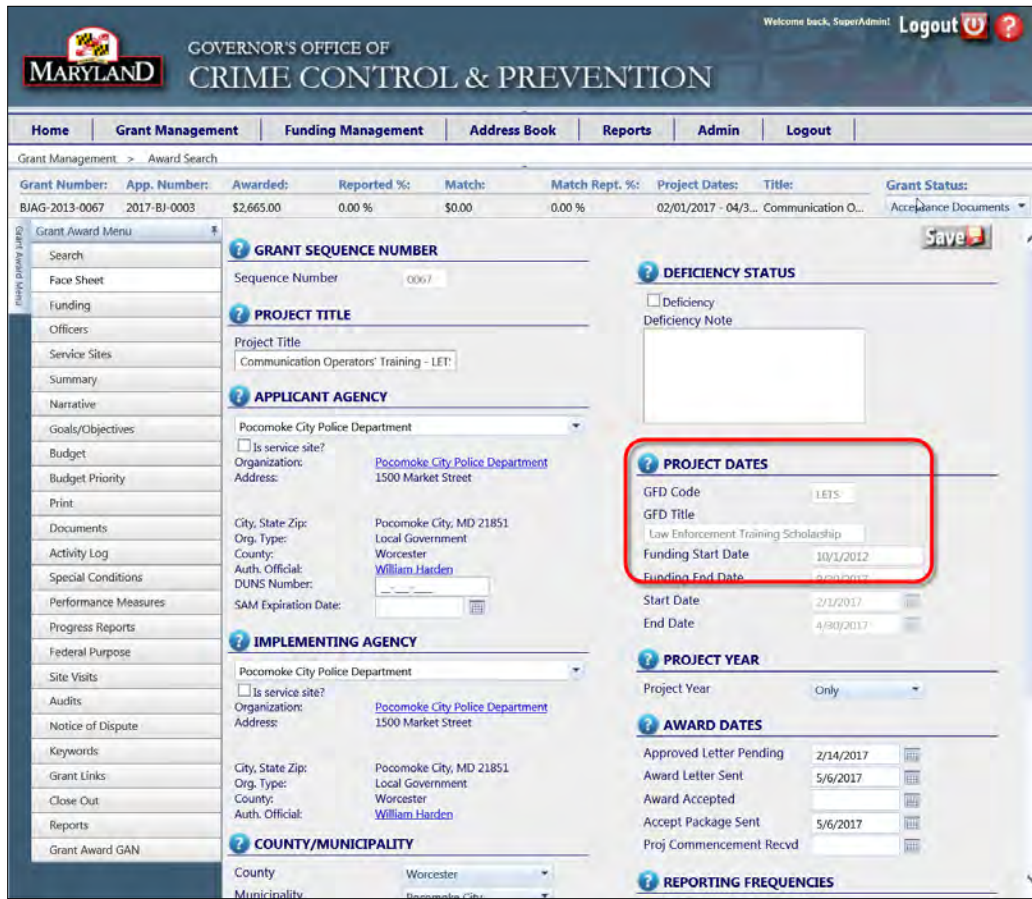 Welcome back, SuperAdmin! Logout ?
MARYLAND
GOVERNOR'S OFFICE OF
CRIME CONTROL & PREVENTION
Home Grant Management Funding Management Address Book Reports Admin Logout
Grant Management > Award Search
Grant Number: App. Number: Awarded: Reported %: Match: Match Rept. %: Project Dates: Title: Grant Status:
BJAG-2013-0067 2017-BJ-0003 $2,665.00 0.00 % $0.00 0.00 % 02/01/2017 - 04/3... Communication O... Acceptance Documents
Grant Award Menu
Grant Award Menu
Search
Face Sheet
Funding
Officers
Service Sites
Summary
Narrative
Goals/Objectives
Budget
Budget Priority
Print
Documents
Activity Log
Special Conditions
Performance Measures
Progress Reports
Federal Purpose
Site Visits
Audits
Notice of Dispute
Keywords
Grant Links
Close Out
Reports
Grant Award GAN
? GRANT SEQUENCE NUMBER
Sequence Number 0067
? PROJECT TITLE
Project Title
Communication Operators' Training - LET
? APPLICANT AGENCY
Pocomoke City Police Department
Is service site?
Organization: Pocomoke City Police Department
Address: 1500 Market Street
City, State Zip: Pocomoke City, MD 21851
Org. Type: Local Government
County: Worcester
Auth. Official: William Harden
DUNS Number: __-___-____
SAM Expiration Date:
? IMPLEMENTING AGENCY
Pocomoke City Police Department
Is service site?
Organization: Pocomoke City Police Department
Address: 1500 Market Street
City, State Zip: Pocomoke City, MD 21851
Org. Type: Local Government
County: Worcester
Auth. Official: William Harden
? COUNTY/MUNICIPALITY
County Worcester
Municipality Pocomoke City
Save
? DEFICIENCY STATUS
Deficiency
Deficiency Note
? PROJECT DATES
GFD Code LETS
GFD Title
Law Enforcement Training Scholarship
Funding Start Date 10/1/2012
Funding End Date
Start Date 2/1/2017
End Date 4/30/2017
? PROJECT YEAR
Project Year Only
? AWARD DATES
Approved Letter Pending 2/14/2017
Award Letter Sent 5/6/2017
Award Accepted
Accept Package Sent 5/6/2017
Proj Commencement Recvd
? REPORTING FREQUENCIES